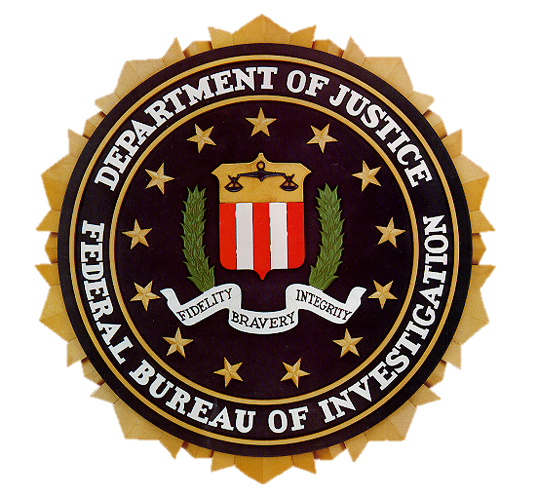 DEPARTMENT OF JUSTICE
FEDERAL BUREAU OF INVESTIGATION
FIDELITY
BRAVERY
INTEGRITY